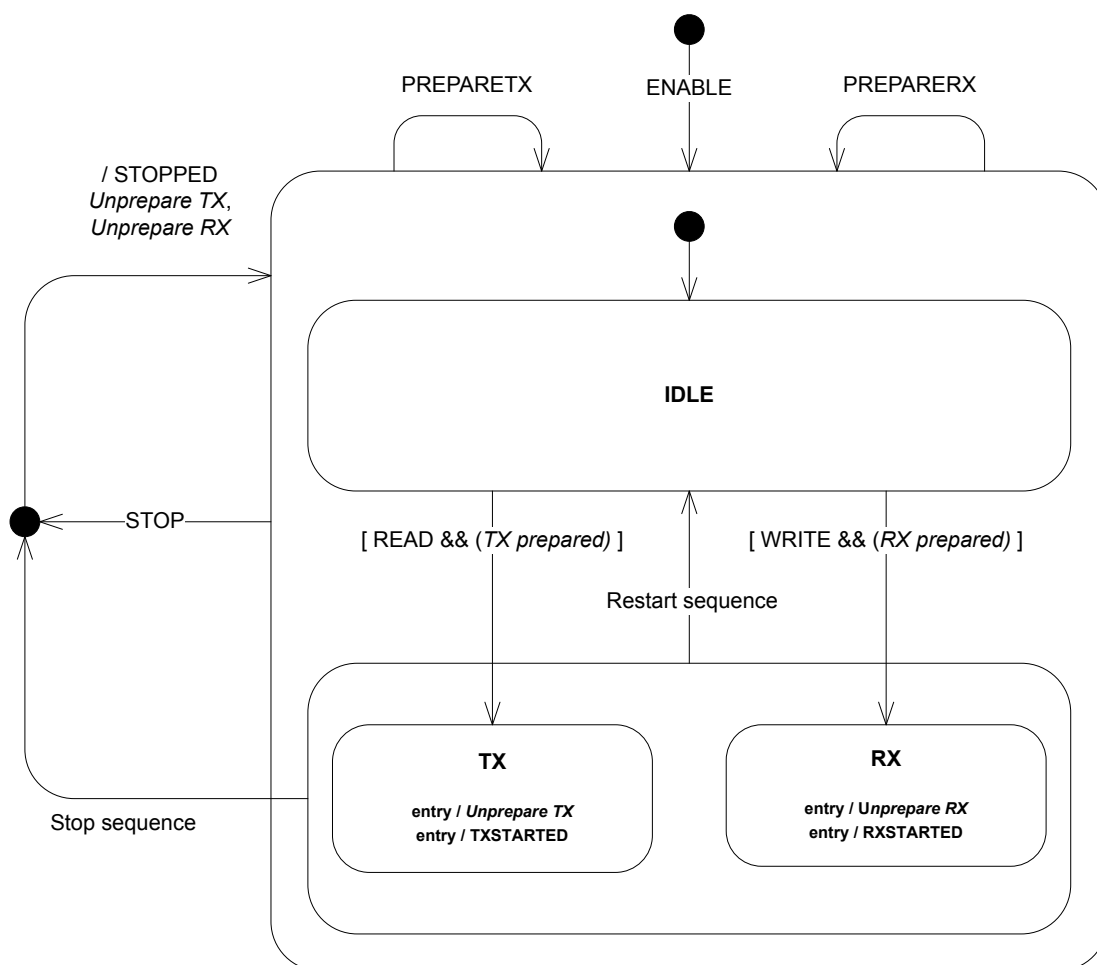 PREPARETX
ENABLE
PREPARERX
/ STOPPED
Unprepare TX,
Unprepare RX
IDLE
STOP
[ READ && (TX prepared) ]
[ WRITE && (RX prepared) ]
Restart sequence
TX
entry / Unprepare TX
entry / TXSTARTED
RX
entry / Unprepare RX
entry / RXSTARTED
Stop sequence